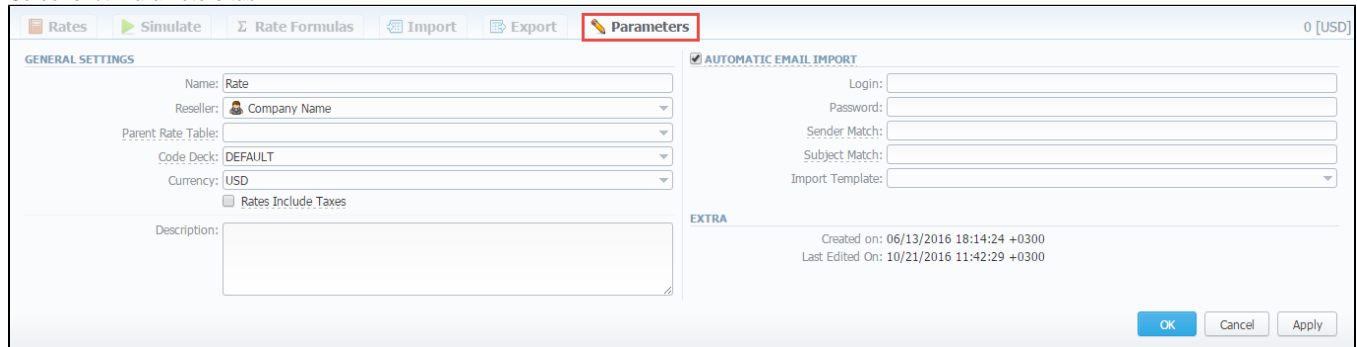 Rates Simulate Σ Rate Formulas Import Export Parameters 0 [USD]
GENERAL SETTINGS
Name: Rate
Reseller: Company Name
Parent Rate Table:
Code Deck: DEFAULT
Currency: USD
Rates Include Taxes
Description:
AUTOMATIC EMAIL IMPORT
Login:
Password:
Sender Match:
Subject Match:
Import Template:
EXTRA
Created on: 06/13/2016 18:14:24 +0300
Last Edited On: 10/21/2016 11:42:29 +0300
OK Cancel Apply